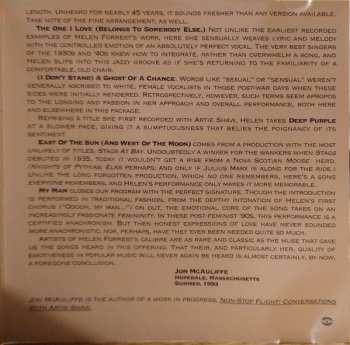 LENGTH. UNHEARD FOR NEARLY 45 YEARS, IT SOUNDS FRESHER THAN ANY VERSION AVAILABLE.
TAKE NOTE OF THE FINE ARRANGEMENT, AS WELL.
THE ONE I LOVE (BELONGS TO SOMEBODY ELSE.) NOT UNLIKE THE EARLIEST RECORDED
EXAMPLES OF HELEN FORREST'S WORK, HERE SHE SENSUALLY WEAVES LYRIC AND MELODY
WITH THE CONTROLLED EMOTION OF AN ABSOLUTELY PERFECT VOCAL. THE VERY BEST SINGERS
OF THE 1930S AND '40S KNEW HOW TO INTEGRATE, RATHER THAN OVERWHELM A SONG, AND
HELEN SLIPS INTO THIS JAZZY GROOVE AS IF SHE'S RETURNING TO THE FAMILIARITY OF A
COMFORTABLE, OLD CHAIR.
(I DON'T STAND) A GHOST OF A CHANCE. WORDS LIKE "SEXUAL" OR "SENSUAL" WEREN'T
GENERALLY ASCRIBED TO WHITE, FEMALE VOCALISTS IN THOSE POST-WAR DAYS WHEN THESE
SIDES WERE INITIALLY RENDERED. RETROSPECTIVELY, HOWEVER, SUCH TERMS SEEM APROPOS
TO THE LONGING AND PASSION IN HER APPROACH AND OVERALL PERFORMANCE, BOTH HERE
AND ELSEWHERE IN THIS PACKAGE.
REPRISING A TITLE SHE FIRST RECORDED WITH ARTIE SHAW, HELEN TAKES DEEP PURPLE
AT A SLOWER PACE, GIVING IT A SUMPTUOUSNESS THAT BELIES THE POIGNANCY OF ITS
SENTIMENT.
EAST OF THE SUN (AND WEST OF THE MOON) COMES FROM A PRODUCTION WITH THE MOST
UNLIKELY OF TITLES, STAGS AT BAY. UNDOUBTEDLY A WINNER FOR THE WANKERS WHEN STAGS
DEBUTED IN 1935, TODAY IT WOULDN'T GET A RISE FROM A NOVA SCOTIAN MOOSE HERD.
(KNIGHTS OF PYTHIAS, ELKS PERHAPS, AND ONLY IF JULIUS MARX IS ALONG FOR THE RIDE.)
UNLIKE THE LONG FORGOTTEN PRODUCTION, WHICH NO ONE REMEMBERS, HERE'S A SONG
EVERYONE REMEMBERS, AND HELEN'S PERFORMANCE ONLY MAKES IT MORE MEMORABLE.
MY MAN CLOSES OUR PROGRAM WITH THE PERFECT SIGNATURE. THOUGH THE INTRODUCTION
IS PERFORMED IN TRADITIONAL FASHION, FROM THE DEPTHY INTONATION OF HELEN'S FIRST
CHORUS ("OOOOH, MY MAN...") ON OUT, THE EMOTIONAL CORE OF THE SONG TAKES ON AN
INCREASINGLY PASSIONATE FEMININITY. IN THESE POST-FEMINIST '90S, THIS PERFORMANCE IS A
CERTIFIED ANACHRONISM. BUT THEN HONEST EXPRESSIONS OF LOVE HAVE NEVER SOUNDED
MORE ANACHRONISTIC, NOR, PERHAPS, HAVE THEY EVER BEEN NEEDED QUITE SO MUCH.
ARTISTS OF HELEN FORREST'S CALIBRE ARE AS RARE AND CLASSIC AS THE MUSIC THAT GAVE
US THE SONGS HEARD IN THIS OFFERING. THAT THEIR, AND PARTICULARLY HER, QUALITY OF
EMOTIVENESS IN POPULAR MUSIC WILL NEVER AGAIN BE HEARD IS ALMOST CERTAINLY, BY NOW,
A FOREGONE CONCLUSION.
JON MCAULIFFE
HOPEDALE, MASSACHUSETTS
SUMMER, 1993
JON MCAULIFFE IS THE AUTHOR OF A WORK IN PROGRESS, NON-STOP FLIGHT: CONVERSATIONS
WITH ARTIE SHAW.